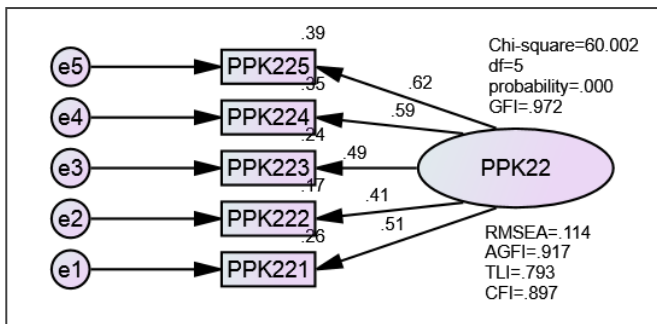 .39
Chi-square=60.002
df=5
probability=.000
GFI=.972
e5
PPK225
.62
.35
e4
PPK224
.59
.24
e3
PPK223
.49
PPK22
.17
e2
PPK222
.41
.26
e1
PPK221
.51
RMSEA=.114
AGFI=.917
TLI=.793
CFI=.897